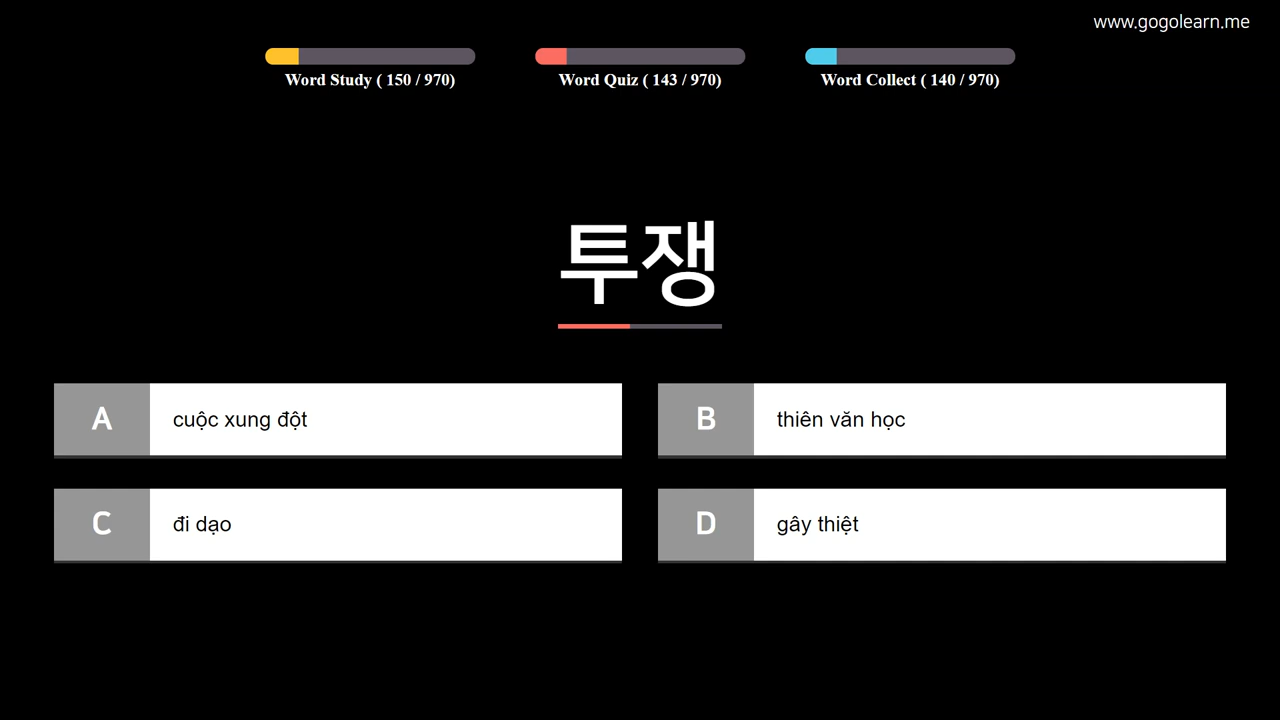 www.gogolearn.me
Word Study ( 150 / 970)
Word Quiz ( 143 / 970)
Word Collect ( 140 / 970)
투쟁
A cuộc xung đột
B thiên văn học
C đi dạo
D gây thiệt